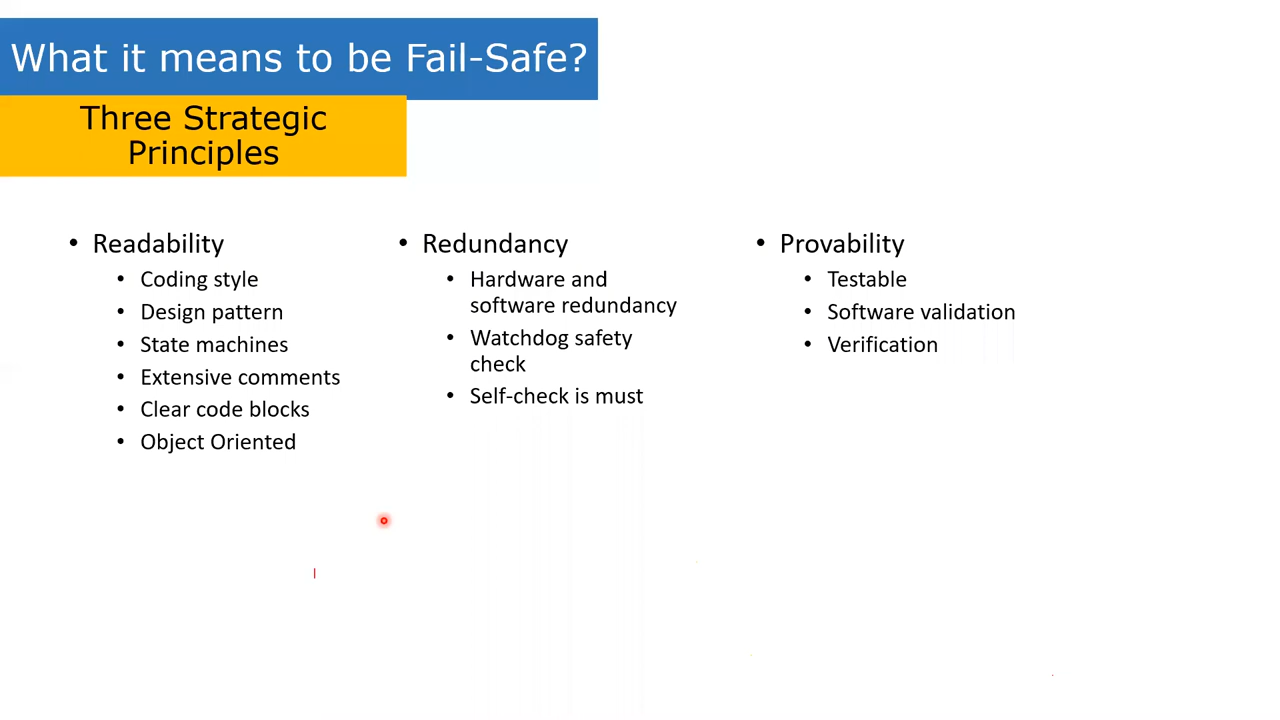 What it means to be Fail-Safe?
Three Strategic
Principles
• Readability
• Coding style
• Design pattern
• State machines
• Extensive comments
• Clear code blocks
• Object Oriented
• Redundancy
• Hardware and
software redundancy
• Watchdog safety
check
• Self-check is must
• Provability
• Testable
• Software validation
• Verification